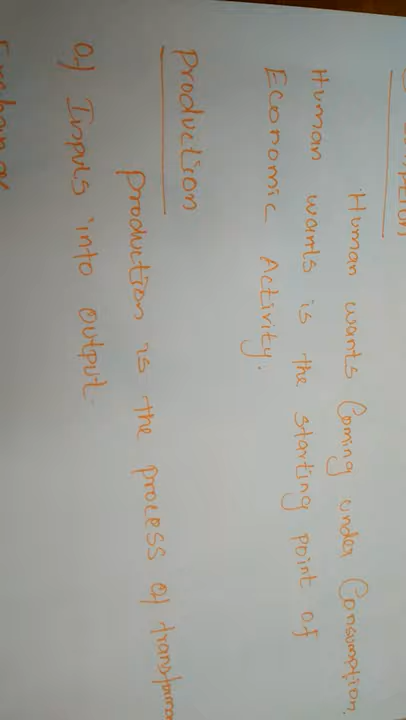 Human wants Coming under Consumption.
Human wants is the starting point of
Economic Activity.
Production
Production is the process of
of Inputs into output.